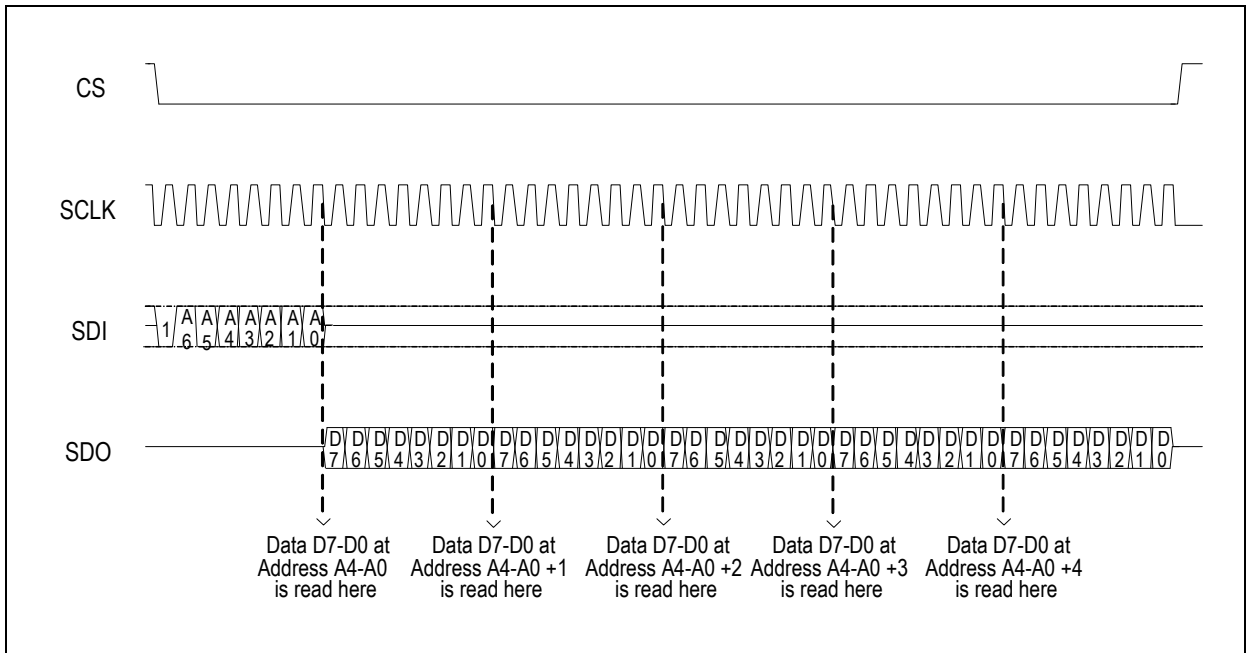 CS
SCLK
SDI
1 A6 A5 A4 A3 A2 A1 A0
SDO
D7 D6 D5 D4 D3 D2 D1 D0 D7 D6 D5 D4 D3 D2 D1 D0 D7 D6 D5 D4 D3 D2 D1 D0 D7 D6 D5 D4 D3 D2 D1 D0 D7 D6 D5 D4 D3 D2 D1 D0
Data D7-D0 at Data D7-D0 at Data D7-D0 at Data D7-D0 at Data D7-D0 at
Address A4-A0 Address A4-A0 +1 Address A4-A0 +2 Address A4-A0 +3 Address A4-A0 +4
is read here is read here is read here is read here is read here